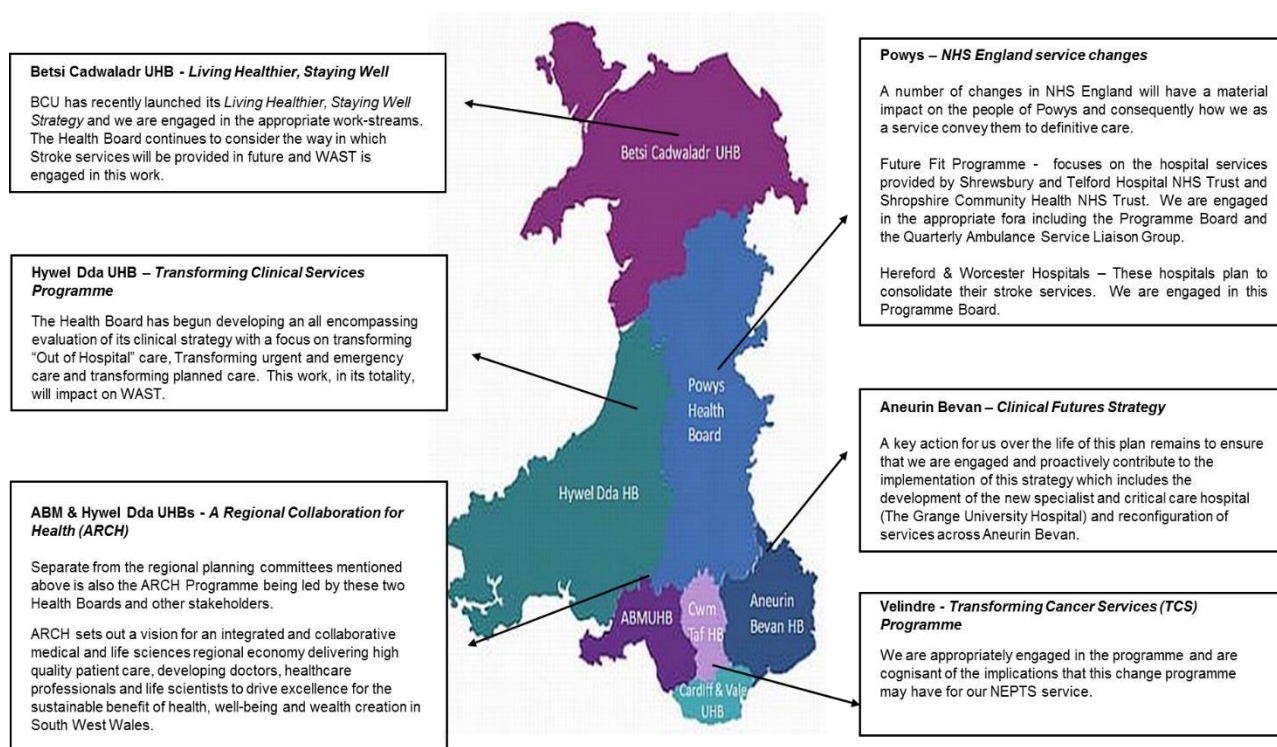 Betsi Cadwaladr UHB - Living Healthier, Staying Well
BCU has recently launched its Living Healthier, Staying Well
Strategy and we are engaged in the appropriate work-streams.
The Health Board continues to consider the way in which
Stroke services will be provided in future and WAST is
engaged in this work.
Hywel Dda UHB – Transforming Clinical Services
Programme
The Health Board has begun developing an all encompassing
evaluation of its clinical strategy with a focus on transforming
“Out of Hospital” care, Transforming urgent and emergency
care and transforming planned care. This work, in its totality,
will impact on WAST.
ABM & Hywel Dda UHBs - A Regional Collaboration for
Health (ARCH)
Separate from the regional planning committees mentioned
above is also the ARCH Programme being led by these two
Health Boards and other stakeholders.
ARCH sets out a vision for an integrated and collaborative
medical and life sciences regional economy delivering high
quality patient care, developing doctors, healthcare
professionals and life scientists to drive excellence for the
sustainable benefit of health, well-being and wealth creation in
South West Wales.
Betsi Cadwaladr UHB
Powys
Health
Board
Hywel Dda HB
ABMUHB
Cwm
Taf HB
Aneurin
Bevan HB
Cardiff & Vale
UHB
Powys – NHS England service changes
A number of changes in NHS England will have a material
impact on the people of Powys and consequently how we as
a service convey them to definitive care.
Future Fit Programme - focuses on the hospital services
provided by Shrewsbury and Telford Hospital NHS Trust and
Shropshire Community Health NHS Trust. We are engaged
in the appropriate fora including the Programme Board and
the Quarterly Ambulance Service Liaison Group.
Hereford & Worcester Hospitals – These hospitals plan to
consolidate their stroke services. We are engaged in this
Programme Board.
Aneurin Bevan – Clinical Futures Strategy
A key action for us over the life of this plan remains to ensure
that we are engaged and proactively contribute to the
implementation of this strategy which includes the
development of the new specialist and critical care hospital
(The Grange University Hospital) and reconfiguration of
services across Aneurin Bevan.
Velindre - Transforming Cancer Services (TCS)
Programme
We are appropriately engaged in the programme and are
cognisant of the implications that this change programme
may have for our NEPTS service.